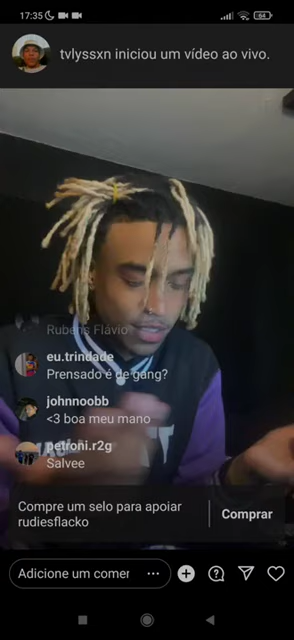 17:35
64
tvlyssxn iniciou um vídeo ao vivo.
Rubens Flávio
eu.trindade
Prensado é de gang?
johnnoobb
<3 boa meu mano
petroni.r2g
Salvee
Compre um selo para apoiar
rudiesflacko
Comprar
Adicione um comer